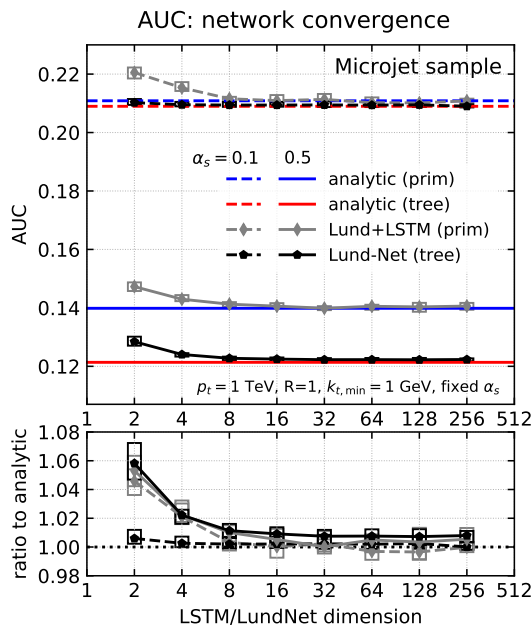 AUC: network convergence
Microjet sample
0.22
0.20
0.18
0.16
0.14
0.12
AUC
αs = 0.1 0.5
analytic (prim)
analytic (tree)
Lund+LSTM (prim)
Lund-Net (tree)
pt = 1 TeV, R=1, kt,min = 1 GeV, fixed αs
1 2 4 8 16 32 64 128 256 512
1.08
1.06
1.04
1.02
1.00
0.98
ratio to analytic
1 2 4 8 16 32 64 128 256 512
LSTM/LundNet dimension